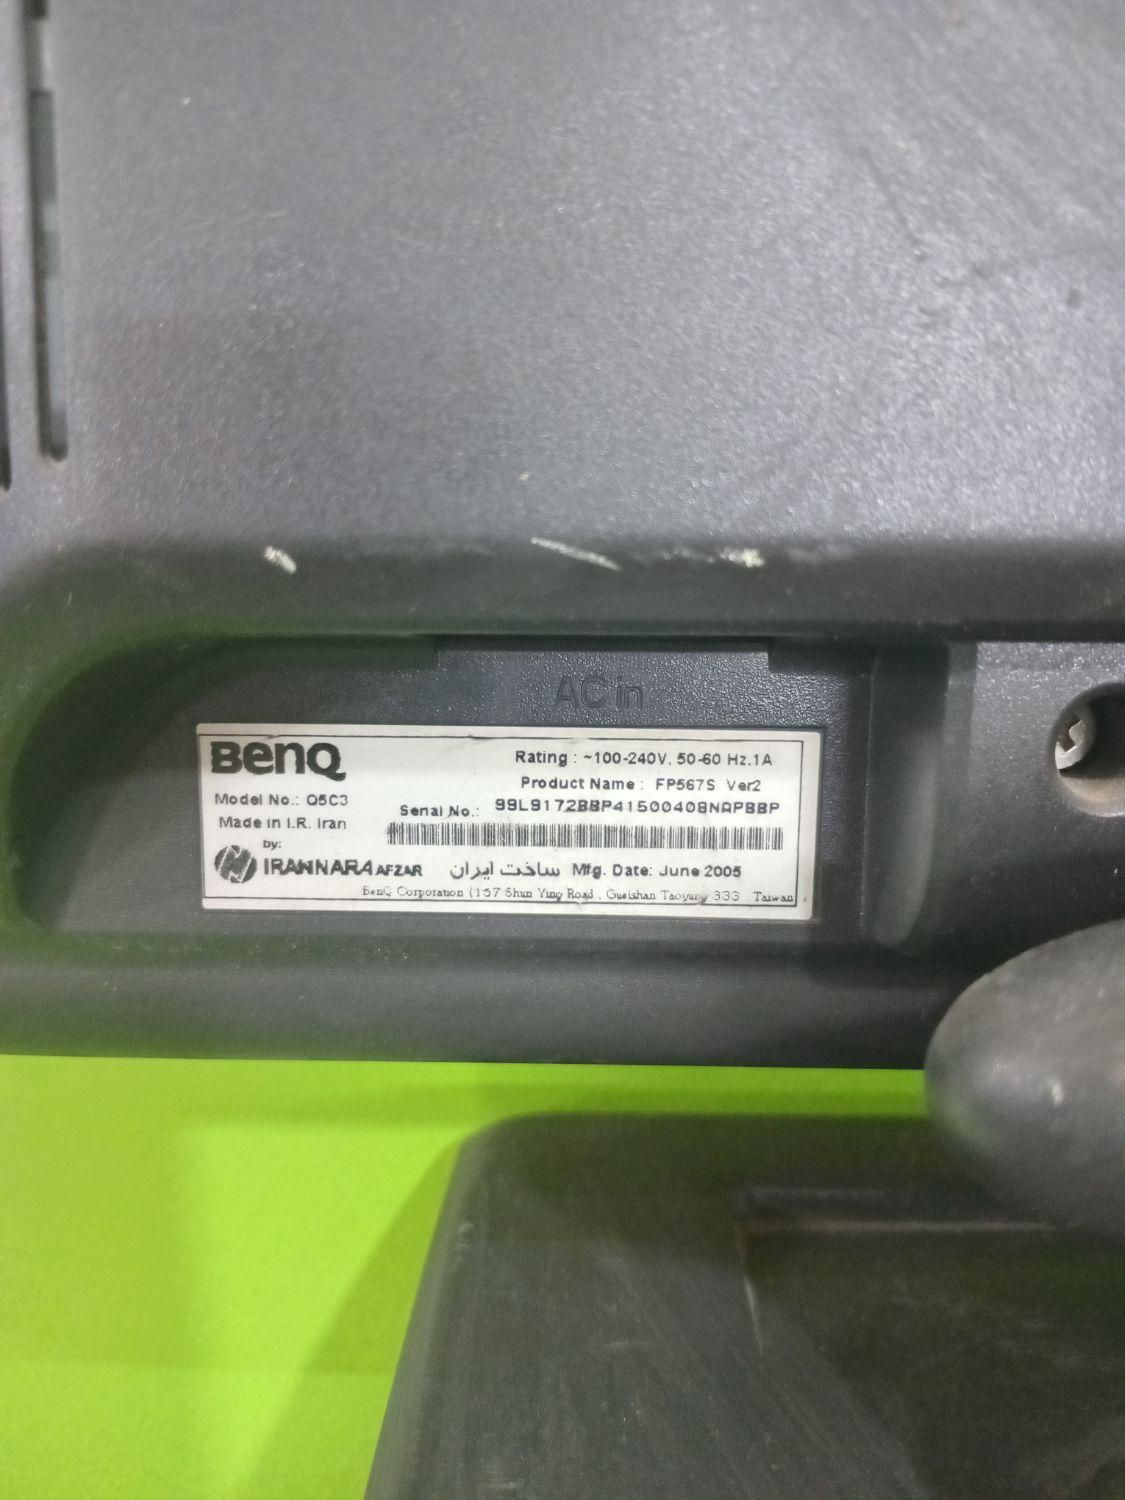 AC in
BenQ
Rating : ~100-240V, 50-60 Hz,1A
Product Name : FP567S Ver2
Model No.: Q5C3
Serial No.: 99L9172B8P4150040BNQPBBP
Made in I.R. Iran
by:
IRANNARA AFZAR ساخت ایران Mfg. Date: June 2005
BenQ Corporation (157 Shun Ying Road , Gueishan Taoyuan 333 , Taiwan